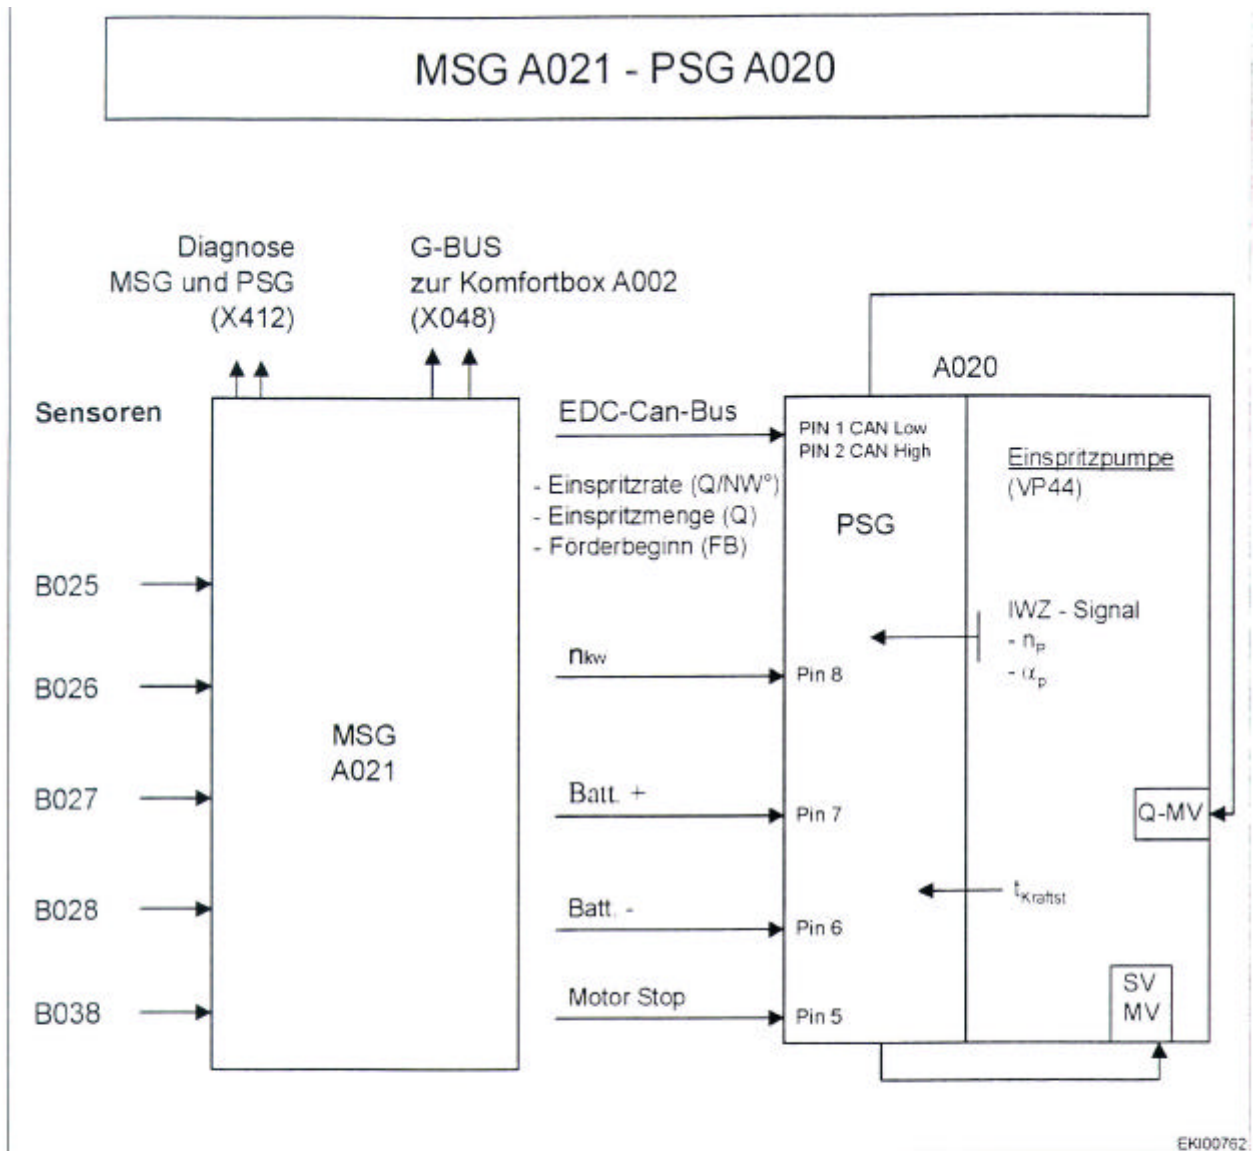 MSG A021 - PSG A020
Diagnose
MSG und PSG
(X412)
G-BUS
zur Komfortbox A002
(X048)
Sensoren
B025
B026
B027
B028
B038
MSG
A021
EDC-Can-Bus
- Einspritzrate (Q/NW°)
- Einspritzmenge (Q)
- Förderbeginn (FB)
nkw
Batt. +
Batt. -
Motor Stop
A020
PIN 1 CAN Low
PIN 2 CAN High
PSG
Pin 8
Pin 7
Pin 6
Pin 5
Einspritzpumpe
(VP44)
IWZ - Signal
- np
- αp
Q-MV
tKraftst
SV
MV
EKI00762